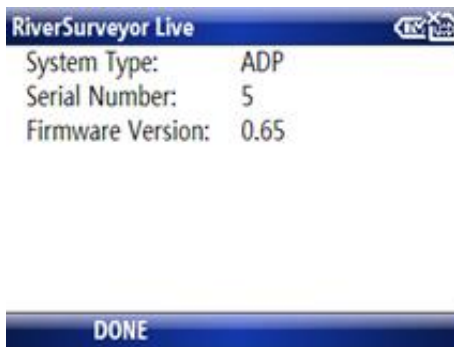 RiverSurveyor Live
System Type: ADP
Serial Number: 5
Firmware Version: 0.65
DONE